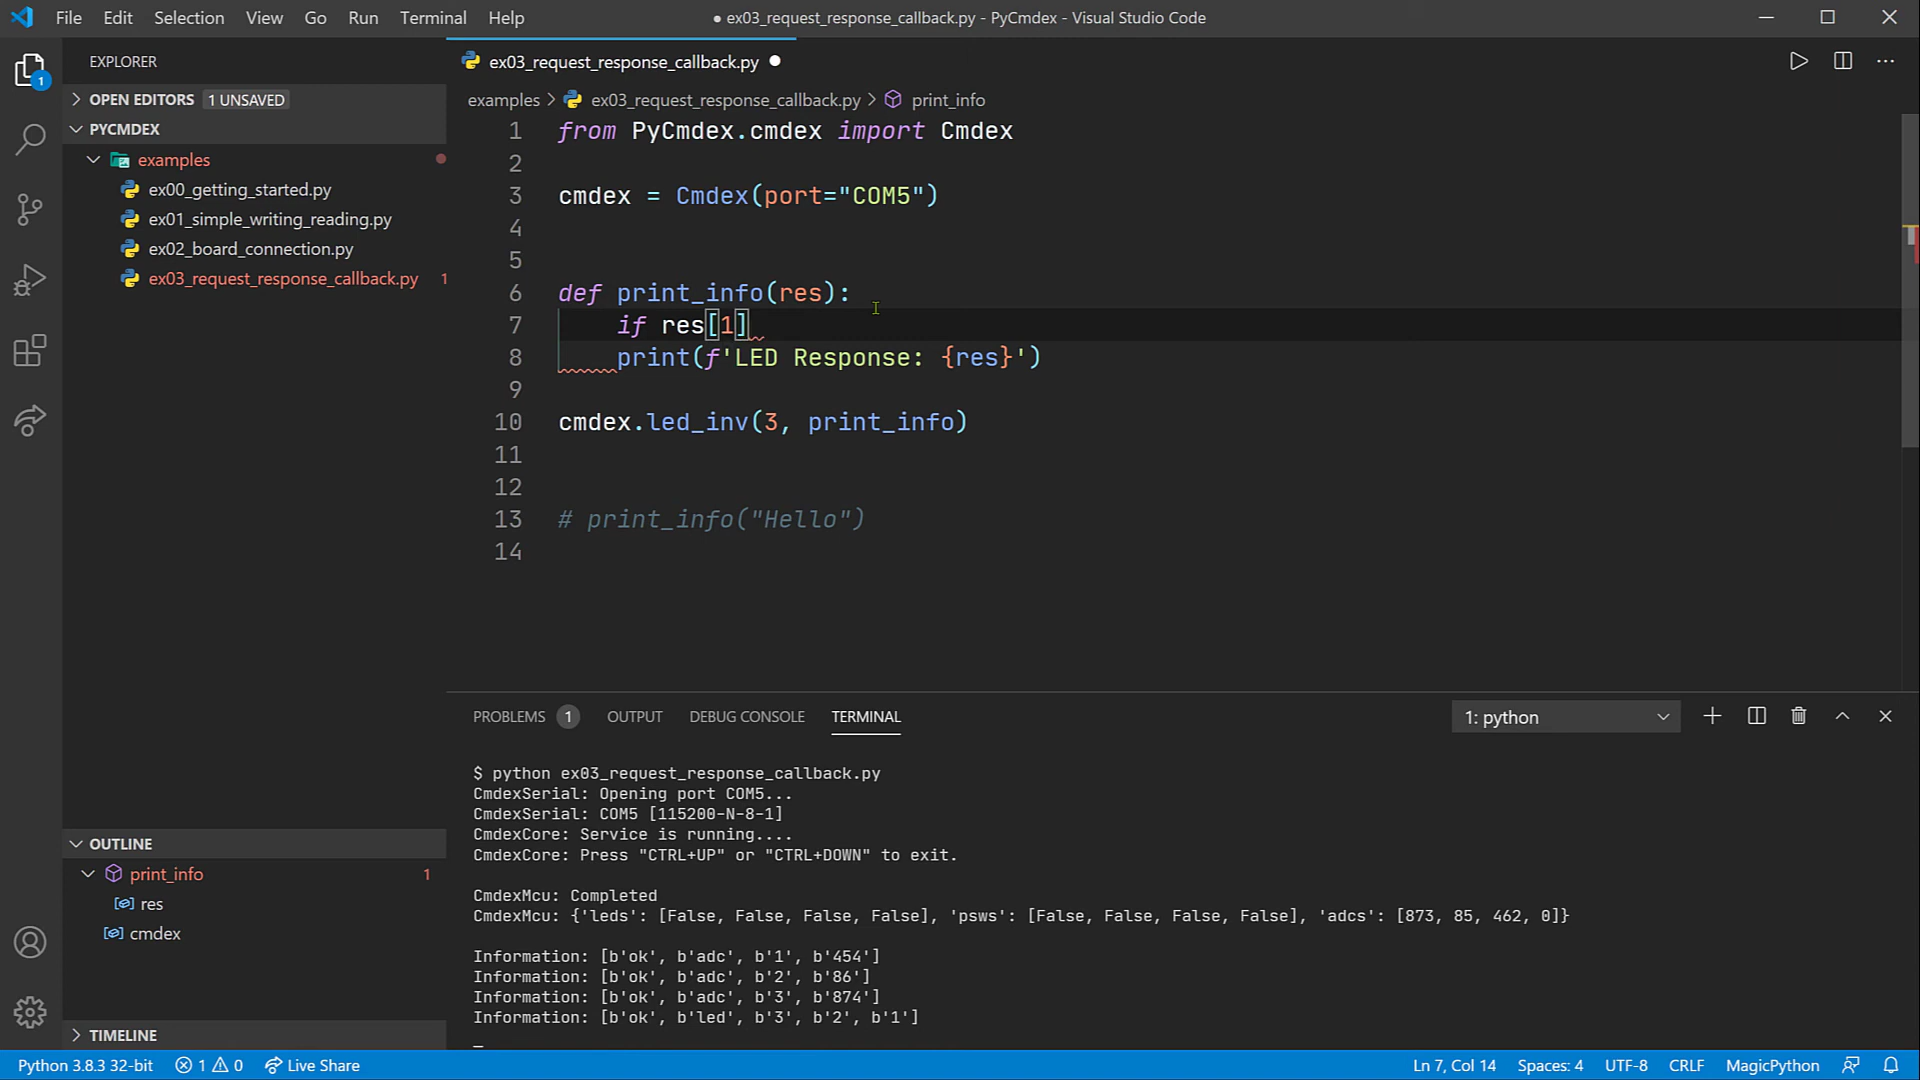 File Edit Selection View Go Run Terminal Help ● ex03_request_response_callback.py - PyCmdex - Visual Studio Code
EXPLORER
1
OPEN EDITORS 1 UNSAVED
PYCMDEX
examples
ex00_getting_started.py
ex01_simple_writing_reading.py
ex02_board_connection.py
ex03_request_response_callback.py 1
OUTLINE
print_info 1
res
cmdex
TIMELINE
ex03_request_response_callback.py
examples > ex03_request_response_callback.py > print_info
1 from PyCmdex.cmdex import Cmdex
2
3 cmdex = Cmdex(port="COM5")
4
5
6 def print_info(res):
7 if res[1]
8 print(f'LED Response: {res}')
9
10 cmdex.led_inv(3, print_info)
11
12
13 # print_info("Hello")
14
PROBLEMS 1 OUTPUT DEBUG CONSOLE TERMINAL 1: python
$ python ex03_request_response_callback.py
CmdexSerial: Opening port COM5...
CmdexSerial: COM5 [115200-N-8-1]
CmdexCore: Service is running....
CmdexCore: Press "CTRL+UP" or "CTRL+DOWN" to exit.
CmdexMcu: Completed
CmdexMcu: {'leds': [False, False, False, False], 'psws': [False, False, False, False], 'adcs': [873, 85, 462, 0]}
Information: [b'ok', b'adc', b'1', b'454']
Information: [b'ok', b'adc', b'2', b'86']
Information: [b'ok', b'adc', b'3', b'874']
Information: [b'ok', b'led', b'3', b'2', b'1']
Python 3.8.3 32-bit 1 0 Live Share Ln 7, Col 14 Spaces: 4 UTF-8 CRLF MagicPython